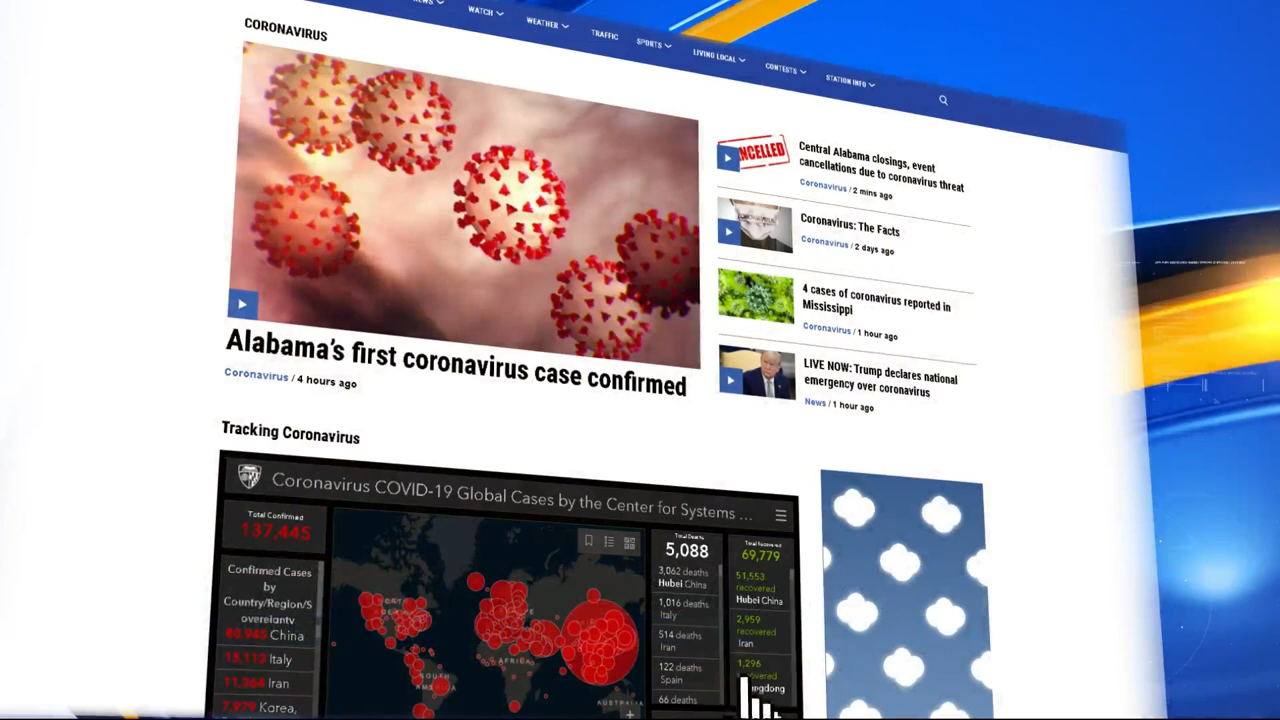 WATCH
WEATHER
TRAFFIC
SPORTS
LIVING LOCAL
CONTESTS
STATION INFO
CORONAVIRUS
Alabama's first coronavirus case confirmed
Coronavirus / 4 hours ago
Central Alabama closings, event
cancellations due to coronavirus threat
Coronavirus / 2 mins ago
Coronavirus: The Facts
Coronavirus / 2 days ago
4 cases of coronavirus reported in
Mississippi
Coronavirus / 1 hour ago
LIVE NOW: Trump declares national
emergency over coronavirus
News / 1 hour ago
Tracking Coronavirus
Coronavirus COVID-19 Global Cases by the Center for Systems ...
Total Confirmed
137,445
Confirmed Cases
by
Country/Region/S
overeignty
80,945 China
15,113 Italy
11,364 Iran
7,979 Korea,
AFRICA
SOUTH
Total Deaths
5,088
3,062 deaths
Hubei China
1,016 deaths
Italy
514 deaths
Iran
122 deaths
Spain
66 deaths
Total Recovered
69,779
51,553
recovered
Hubei China
2,959
recovered
Iran
1,296
recovered